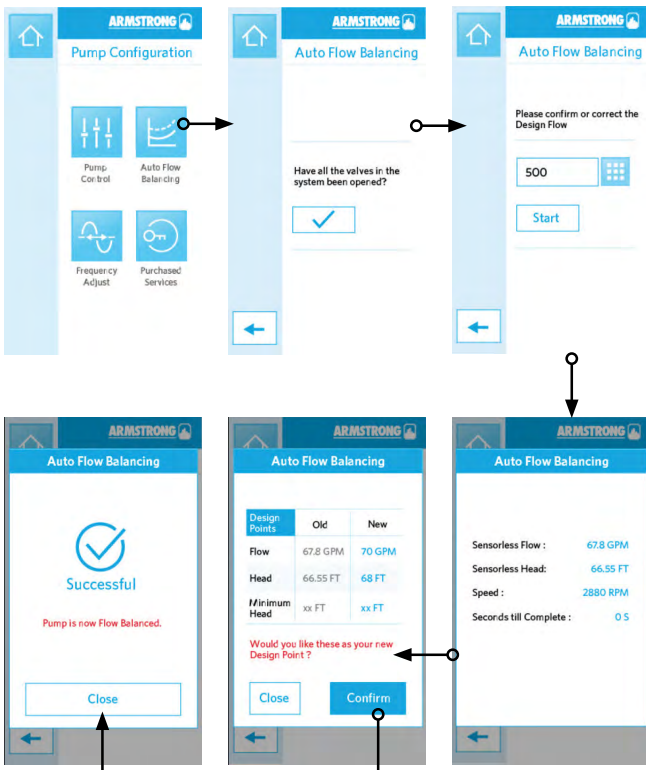 ARMSTRONG
Pump Configuration
Pump
Control
Auto Flow
Balancing
Frequency
Adjust
Purchased
Services
ARMSTRONG
Auto Flow Balancing
Have all the valves in the
system been opened?
ARMSTRONG
Auto Flow Balancing
Please confirm or correct the
Design Flow
500
Start
ARMSTRONG
Auto Flow Balancing
Successful
Pump is now Flow Balanced.
Close
ARMSTRONG
Auto Flow Balancing
Design
Points
Old
New
Flow
67.8 GPM
70 GPM
Head
66.55 FT
68 FT
Minimum
Head
xx FT
xx FT
Would you like these as your new
Design Point ?
Close
Confirm
ARMSTRONG
Auto Flow Balancing
Sensorless Flow : 67.8 GPM
Sensorless Head: 66.55 FT
Speed : 2880 RPM
Seconds till Complete : 0 S